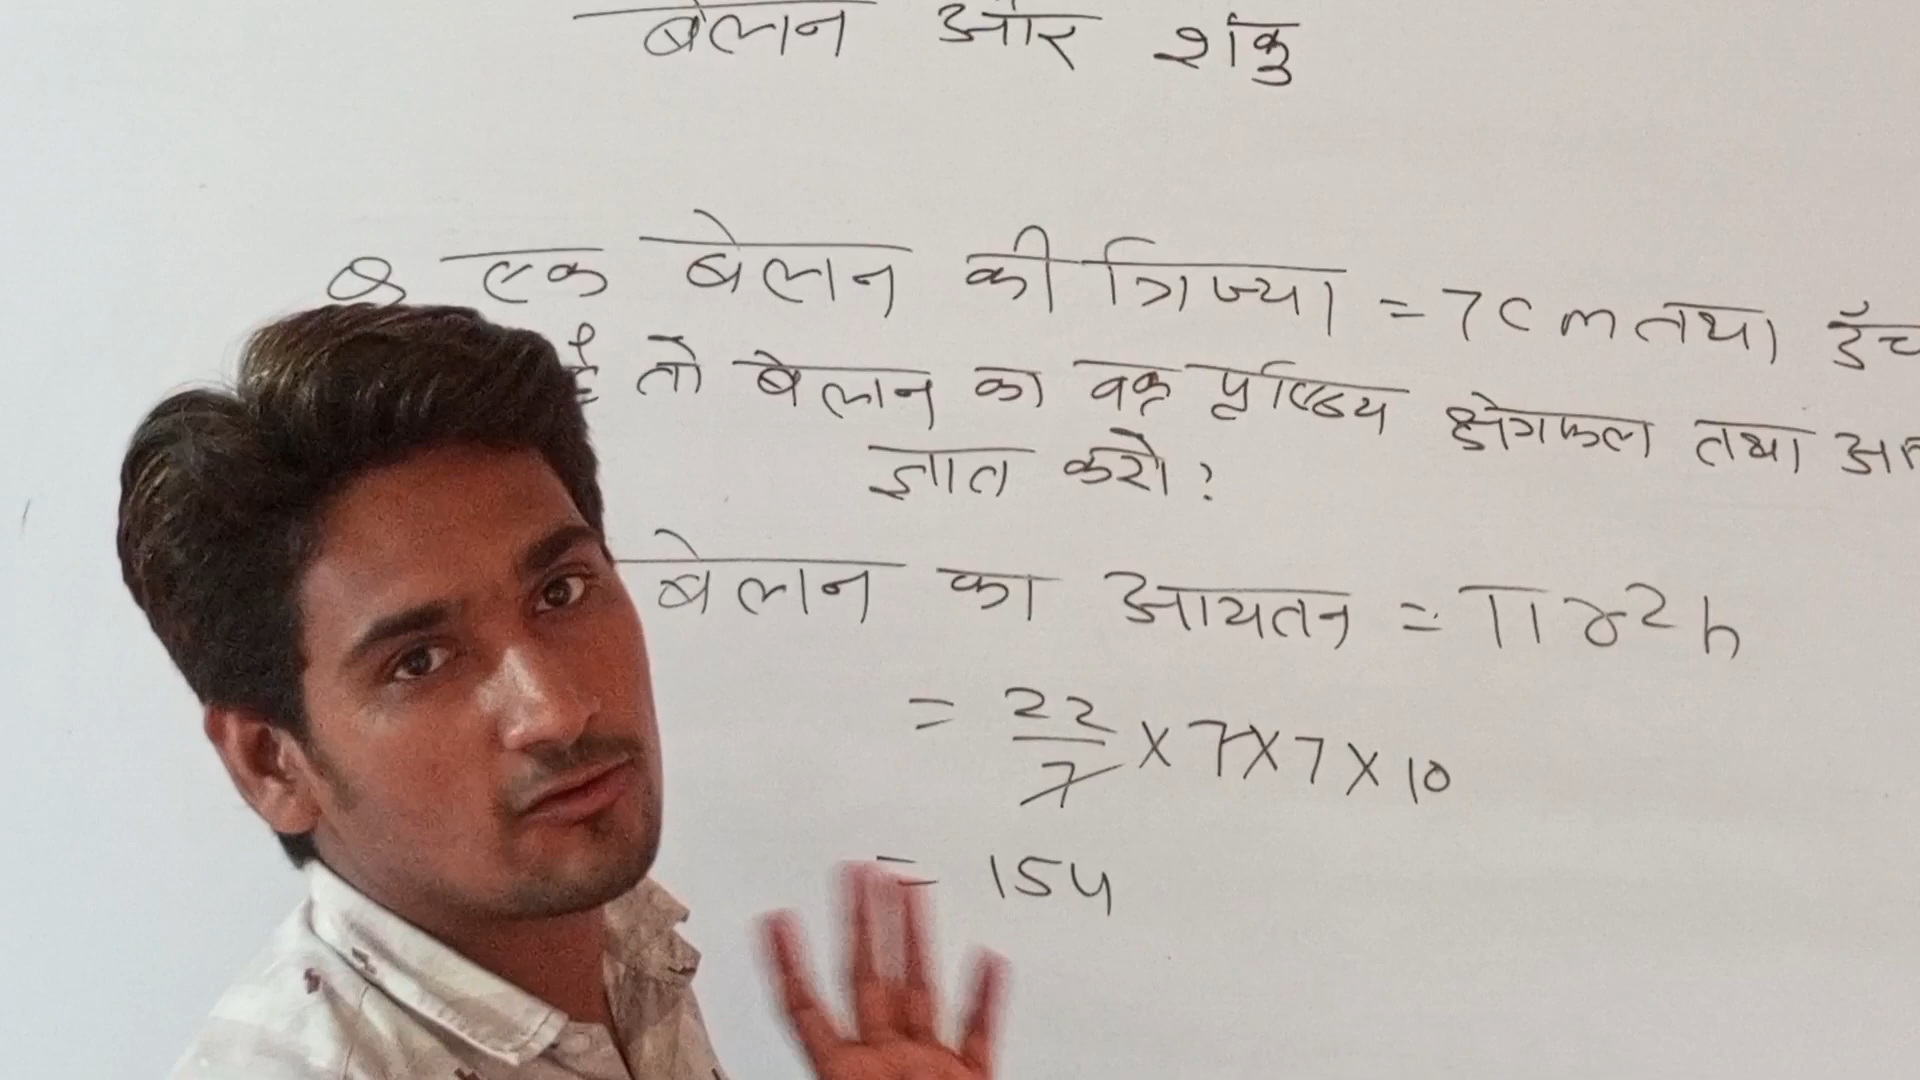 बेलन और शंकु
Q एक बेलन की त्रिज्या = 7cm तथा
है तो बेलन का वक्र पृष्ठिय क्षेत्रफल तथा
ज्ञात करो?
बेलन का आयतन = πr²h
= 22/7 × 7 × 7 × 10
= 154